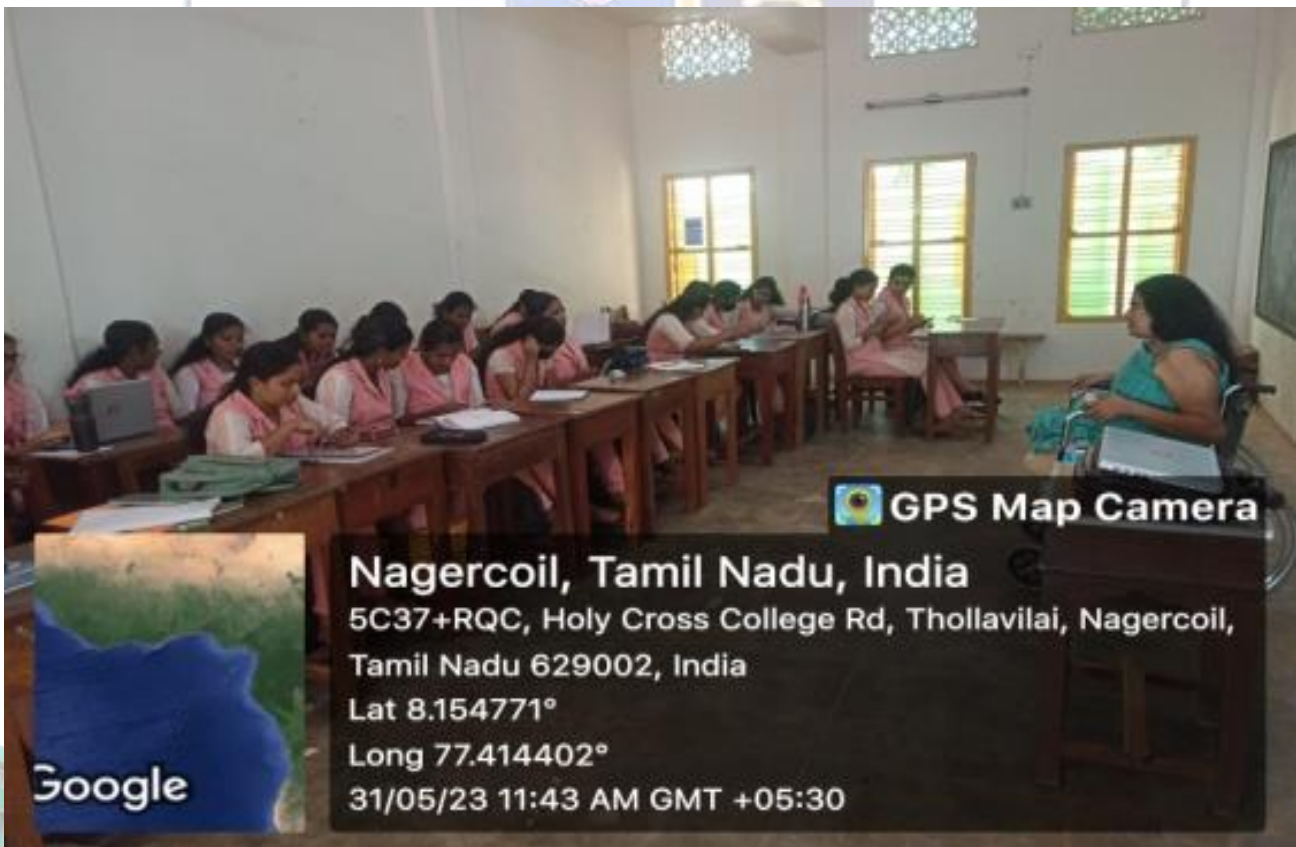 GPS Map Camera
Nagercoil, Tamil Nadu, India
5C37+RQC, Holy Cross College Rd, Thollavilai, Nagercoil,
Tamil Nadu 629002, India
Lat 8.154771°
Long 77.414402°
31/05/23 11:43 AM GMT +05:30
Google